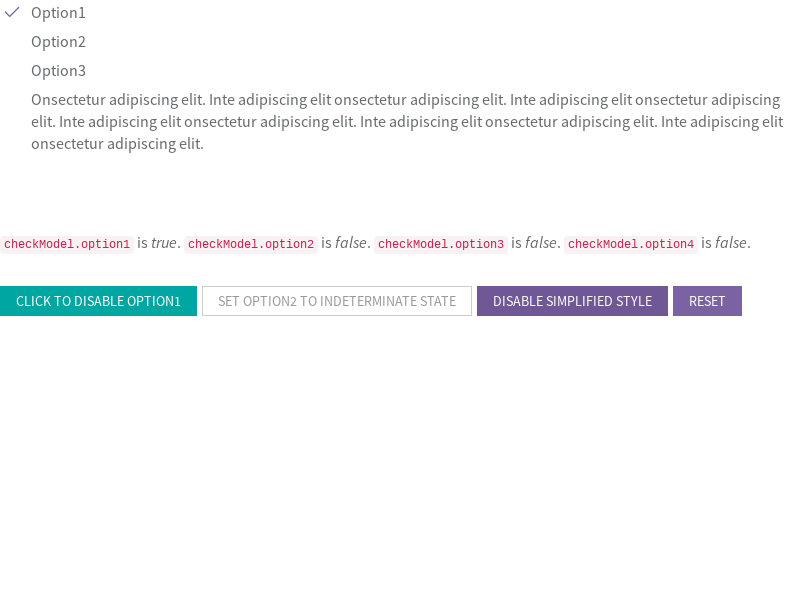 Option1
Option2
Option3
Onsectetur adipiscing elit. Inte adipiscing elit onsectetur adipiscing elit. Inte adipiscing elit onsectetur adipiscing
elit. Inte adipiscing elit onsectetur adipiscing elit. Inte adipiscing elit onsectetur adipiscing elit. Inte adipiscing elit
onsectetur adipiscing elit.
checkModel.option1 is true. checkModel.option2 is false. checkModel.option3 is false. checkModel.option4 is false.
CLICK TO DISABLE OPTION1 SET OPTION2 TO INDETERMINATE STATE DISABLE SIMPLIFIED STYLE RESET